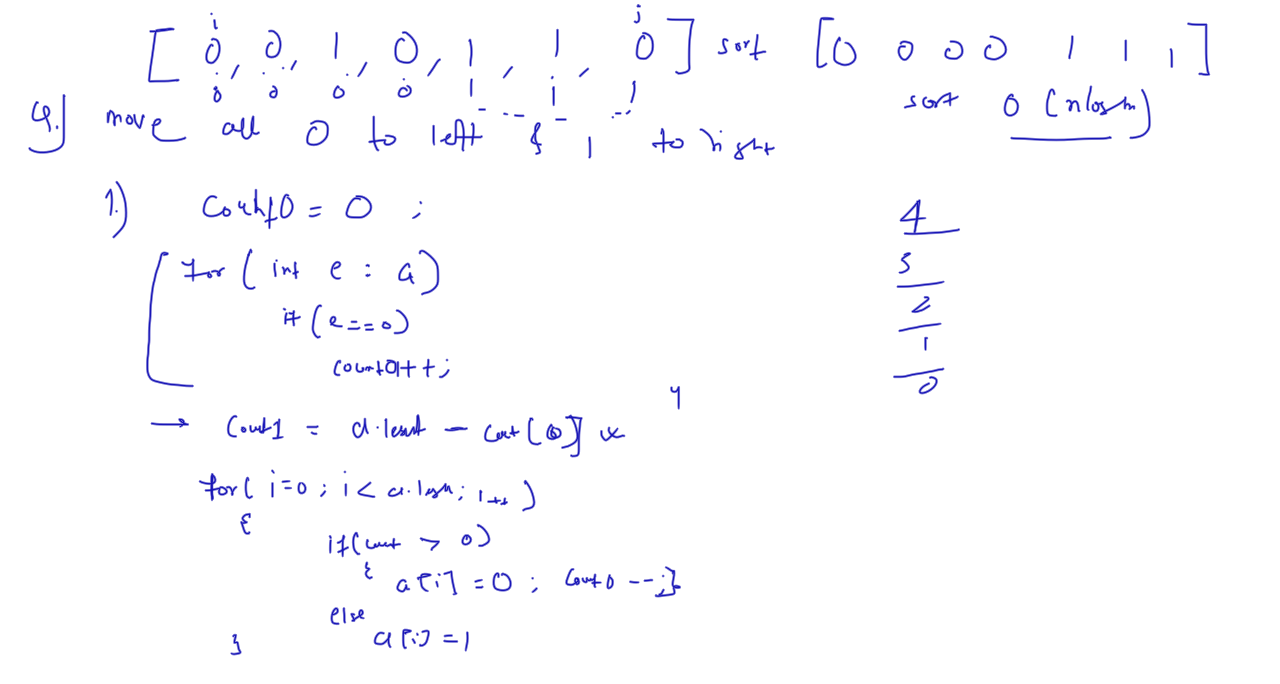 i j
[ 0, 0, 1, 0, 1, 1, 0 ] sort [0 0 0 0 1 1 1]
0 0 0 0 1 1 1
sort O (nlogn)
Q.] move all 0 to left & 1 to right
1.) Count0 = 0 ;
4
for ( int e : a)
3
if (e==0)
2
1
count0++;
0
4
→ Count1 = a.length - cnt[0] x
for( i=0 ; i< a.length; i++ )
{
if(count > 0)
{ a[i] = 0 ; Count0 --;}
else
a[i] = 1
}